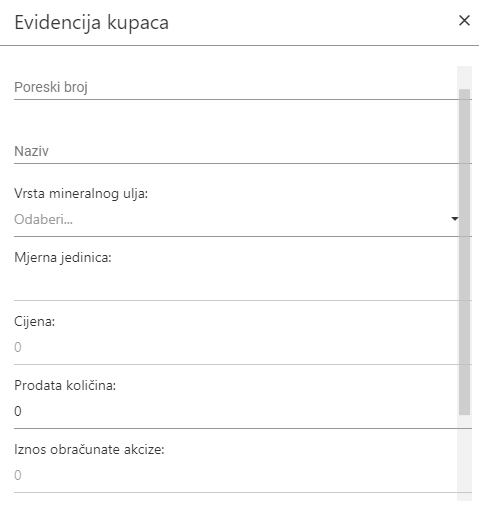 Evidencija kupaca
Poreski broj
Naziv
Vrsta mineralnog ulja:
Odaberi...
Mjerna jedinica:
Cijena:
0
Prodata količina:
0
Iznos obračunate akcize:
0